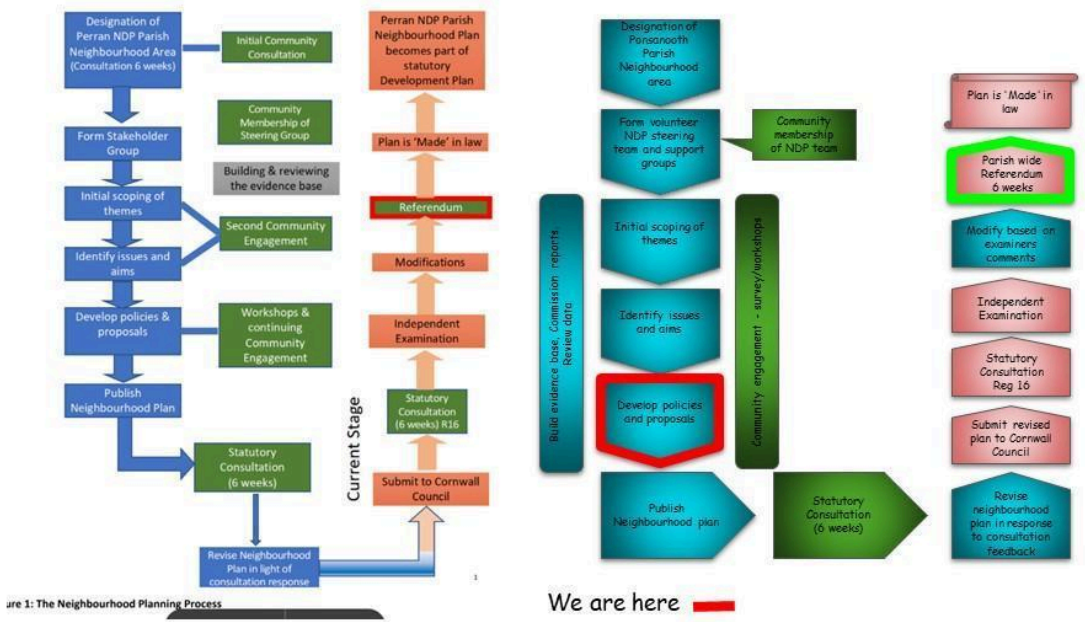 Designation of
Perran NDP Parish
Neighbourhood Area
(Consultation 6 weeks)
Initial Community
Consultation
Community
Membership of
Steering Group
Form Stakeholder
Group
Building & reviewing
the evidence base
Initial scoping of
themes
Second Community
Engagement
Identify issues and
aims
Develop policies &
proposals
Workshops &
continuing
Community
Engagement
Publish
Neighbourhood Plan
Statutory
Consultation
(6 weeks)
Revise Neighbourhood
Plan in light of
consultation response
Perran NDP Parish
Neighbourhood Plan
becomes part of
statutory
Development Plan
Plan is 'Made' in law
Referendum
Modifications
Independent
Examination
Statutory
Consultation
(6 weeks) R16
Current Stage
Submit to Cornwall
Council
1
ure 1: The Neighbourhood Planning Process
Designation of
Ponsanooth
Parish
Neighbourhood
area
Form volunteer
NDP steering
team and support
groups
Community
membership
of NDP team
Build evidence base, Commission reports,
Review data
Initial scoping of
themes
Identify issues
and aims
Develop policies
and proposals
Community engagement - survey/workshops
Publish
Neighbourhood plan
Statutory
Consultation
(6 weeks)
Plan is 'Made' in
law
Parish wide
Referendum
6 weeks
Modify based on
examiners
comments
Independent
Examination
Statutory
Consultation
Reg 16
Submit revised
plan to Cornwall
Council
Revise
neighbourhood
plan in response
to consultation
feedback
We are here